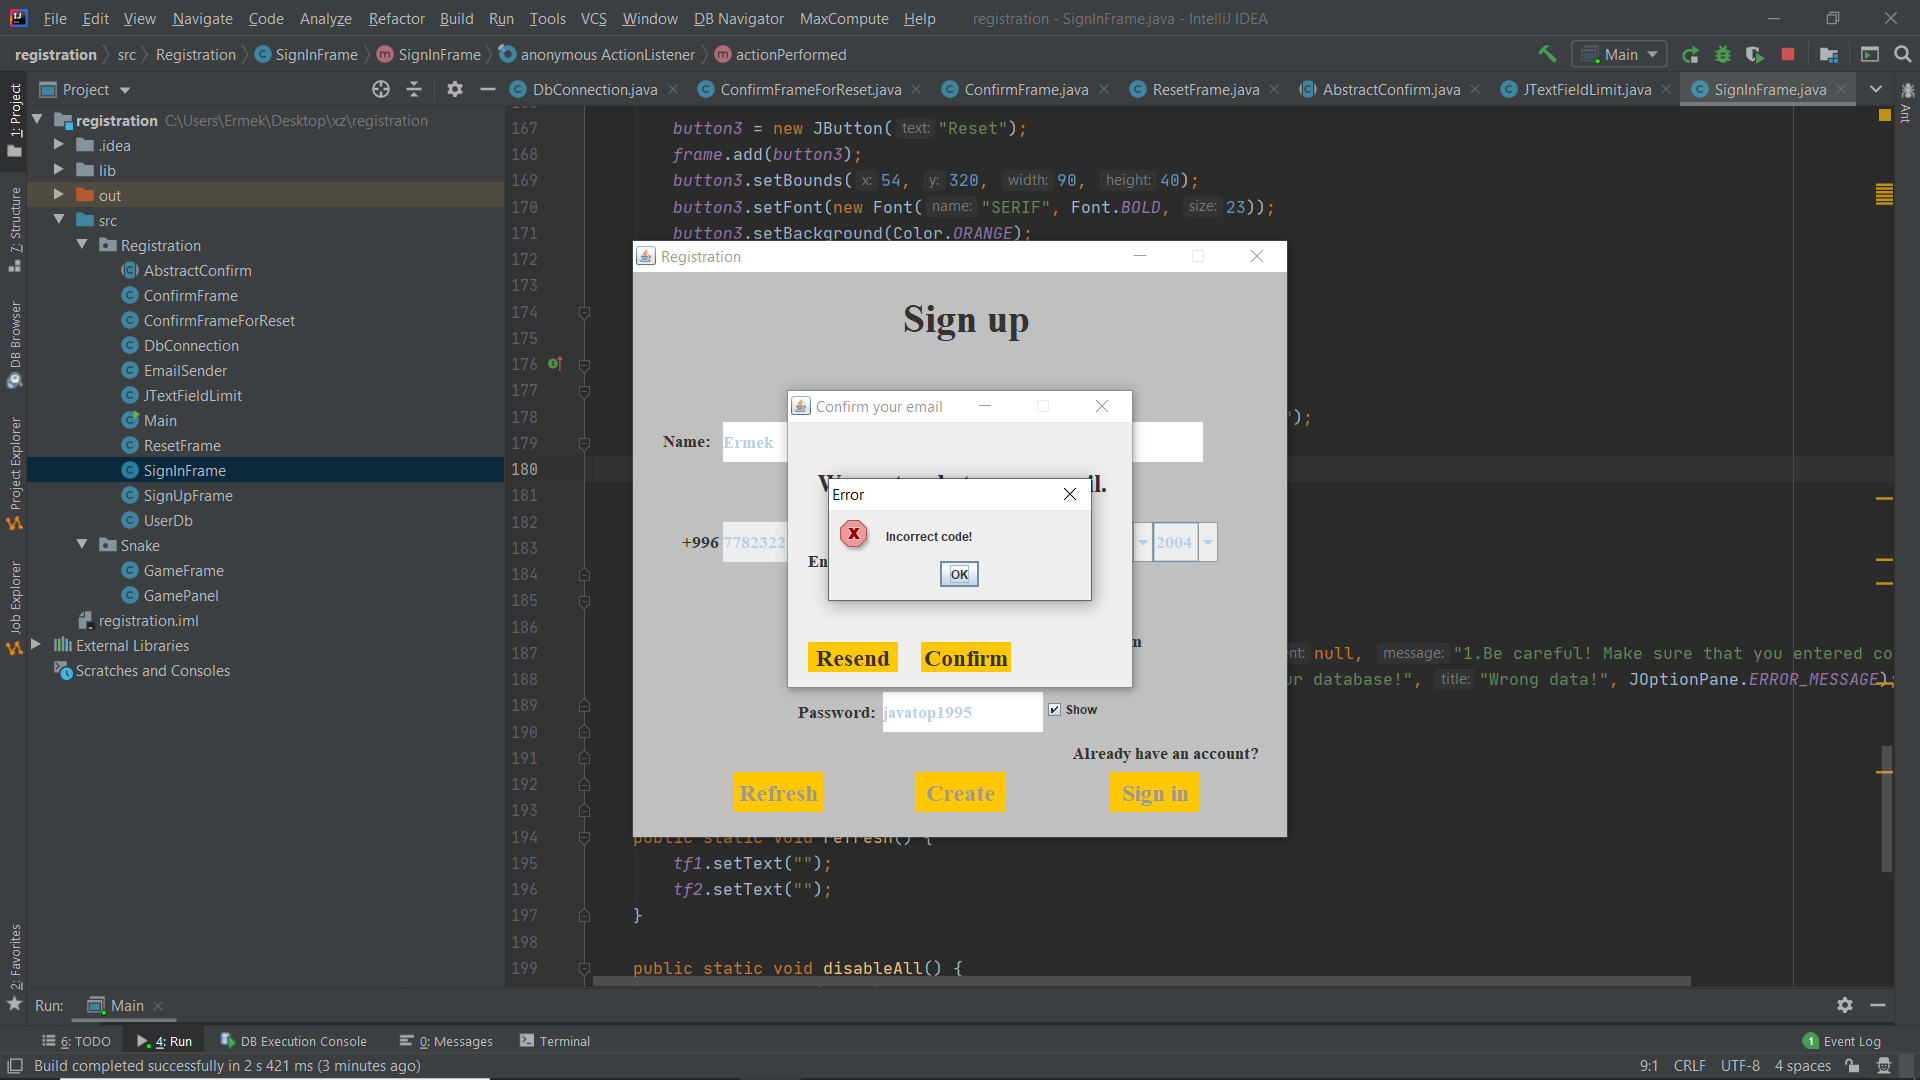 File Edit View Navigate Code Analyze Refactor Build Run Tools VCS Window DB Navigator MaxCompute Help registration - SignInFrame.java - IntelliJ IDEA
registration src Registration SignInFrame SignInFrame anonymous ActionListener actionPerformed Main
Project DbConnection.java ConfirmFrameForReset.java ConfirmFrame.java ResetFrame.java AbstractConfirm.java JTextFieldLimit.java SignInFrame.java
1: Project
7: Structure
DB Browser
Project Explorer
Job Explorer
2: Favorites
Ant
registration C:\Users\Ermek\Desktop\xz\registration
.idea
lib
out
src
Registration
AbstractConfirm
ConfirmFrame
ConfirmFrameForReset
DbConnection
EmailSender
JTextFieldLimit
Main
ResetFrame
SignInFrame
SignUpFrame
UserDb
Snake
GameFrame
GamePanel
registration.iml
External Libraries
Scratches and Consoles
167 button3 = new JButton( text: "Reset");
168 frame.add(button3);
169 button3.setBounds( x: 54, y: 320, width: 90, height: 40);
170 button3.setFont(new Font( name: "SERIF", Font.BOLD, size: 23));
171 button3.setBackground(Color.ORANGE);
172
173
174
175
176
177
178 ");
179
180
181
182
183
184
185
186
187 null, message: "1.Be careful! Make sure that you entered co
188 database!", title: "Wrong data!", JOptionPane.ERROR_MESSAGE);
189
190
191
192
193
194 public static void refresh() {
195 tf1.setText("");
196 tf2.setText("");
197 }
198
199 public static void disableAll() {
Registration
Sign up
Name: Ermek
+996 7782322
2004
Password: javatop1995 Show
Already have an account?
Refresh Create Sign in
Confirm your email
Resend Confirm
Error
Incorrect code!
OK
Run: Main
6: TODO 4: Run DB Execution Console 0: Messages Terminal 1 Event Log
Build completed successfully in 2 s 421 ms (3 minutes ago) 9:1 CRLF UTF-8 4 spaces